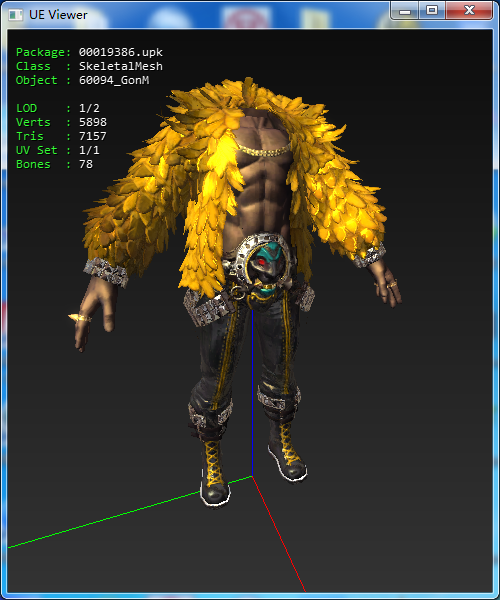 UE Viewer
Package: 00019386.upk
Class : SkeletalMesh
Object : 60094_GonM
LOD : 1/2
Verts : 5898
Tris : 7157
UV Set : 1/1
Bones : 78